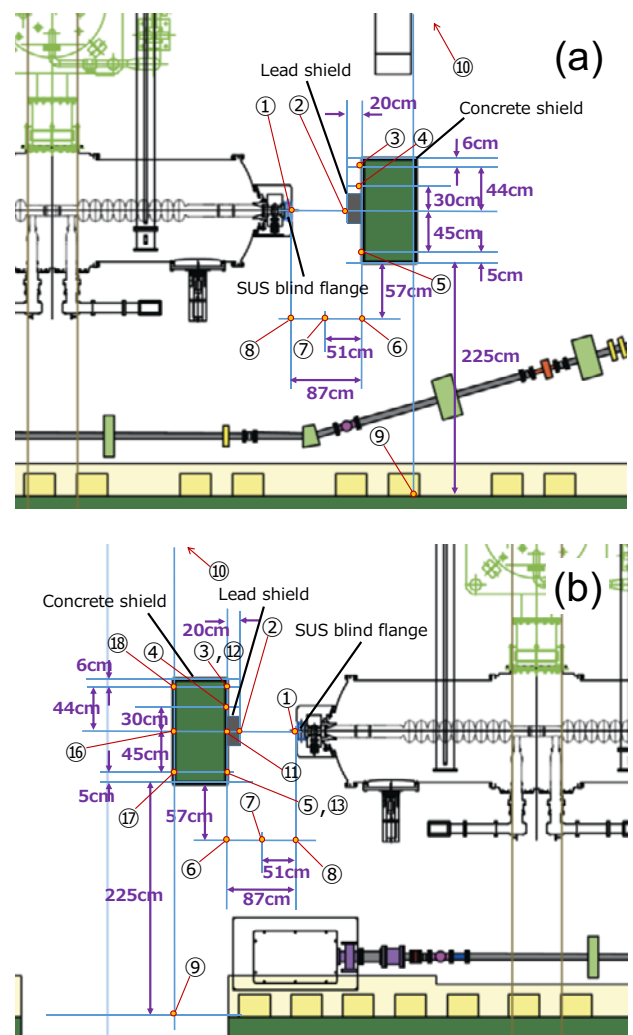 (a)
⑩
Lead shield
20cm
Concrete shield
① ② ③ ④
6cm
44cm
30cm
45cm
5cm
SUS blind flange
⑤
57cm
⑧ ⑦ ⑥
51cm
87cm
225cm
⑨
(b)
⑩
Concrete shield
Lead shield
20cm
②
SUS blind flange
⑱ ④ ③,⑫
①
6cm
44cm
30cm
⑯
45cm
⑪
5cm
⑰
57cm
⑦
⑤,⑬
⑥
⑧
51cm
87cm
225cm
⑨